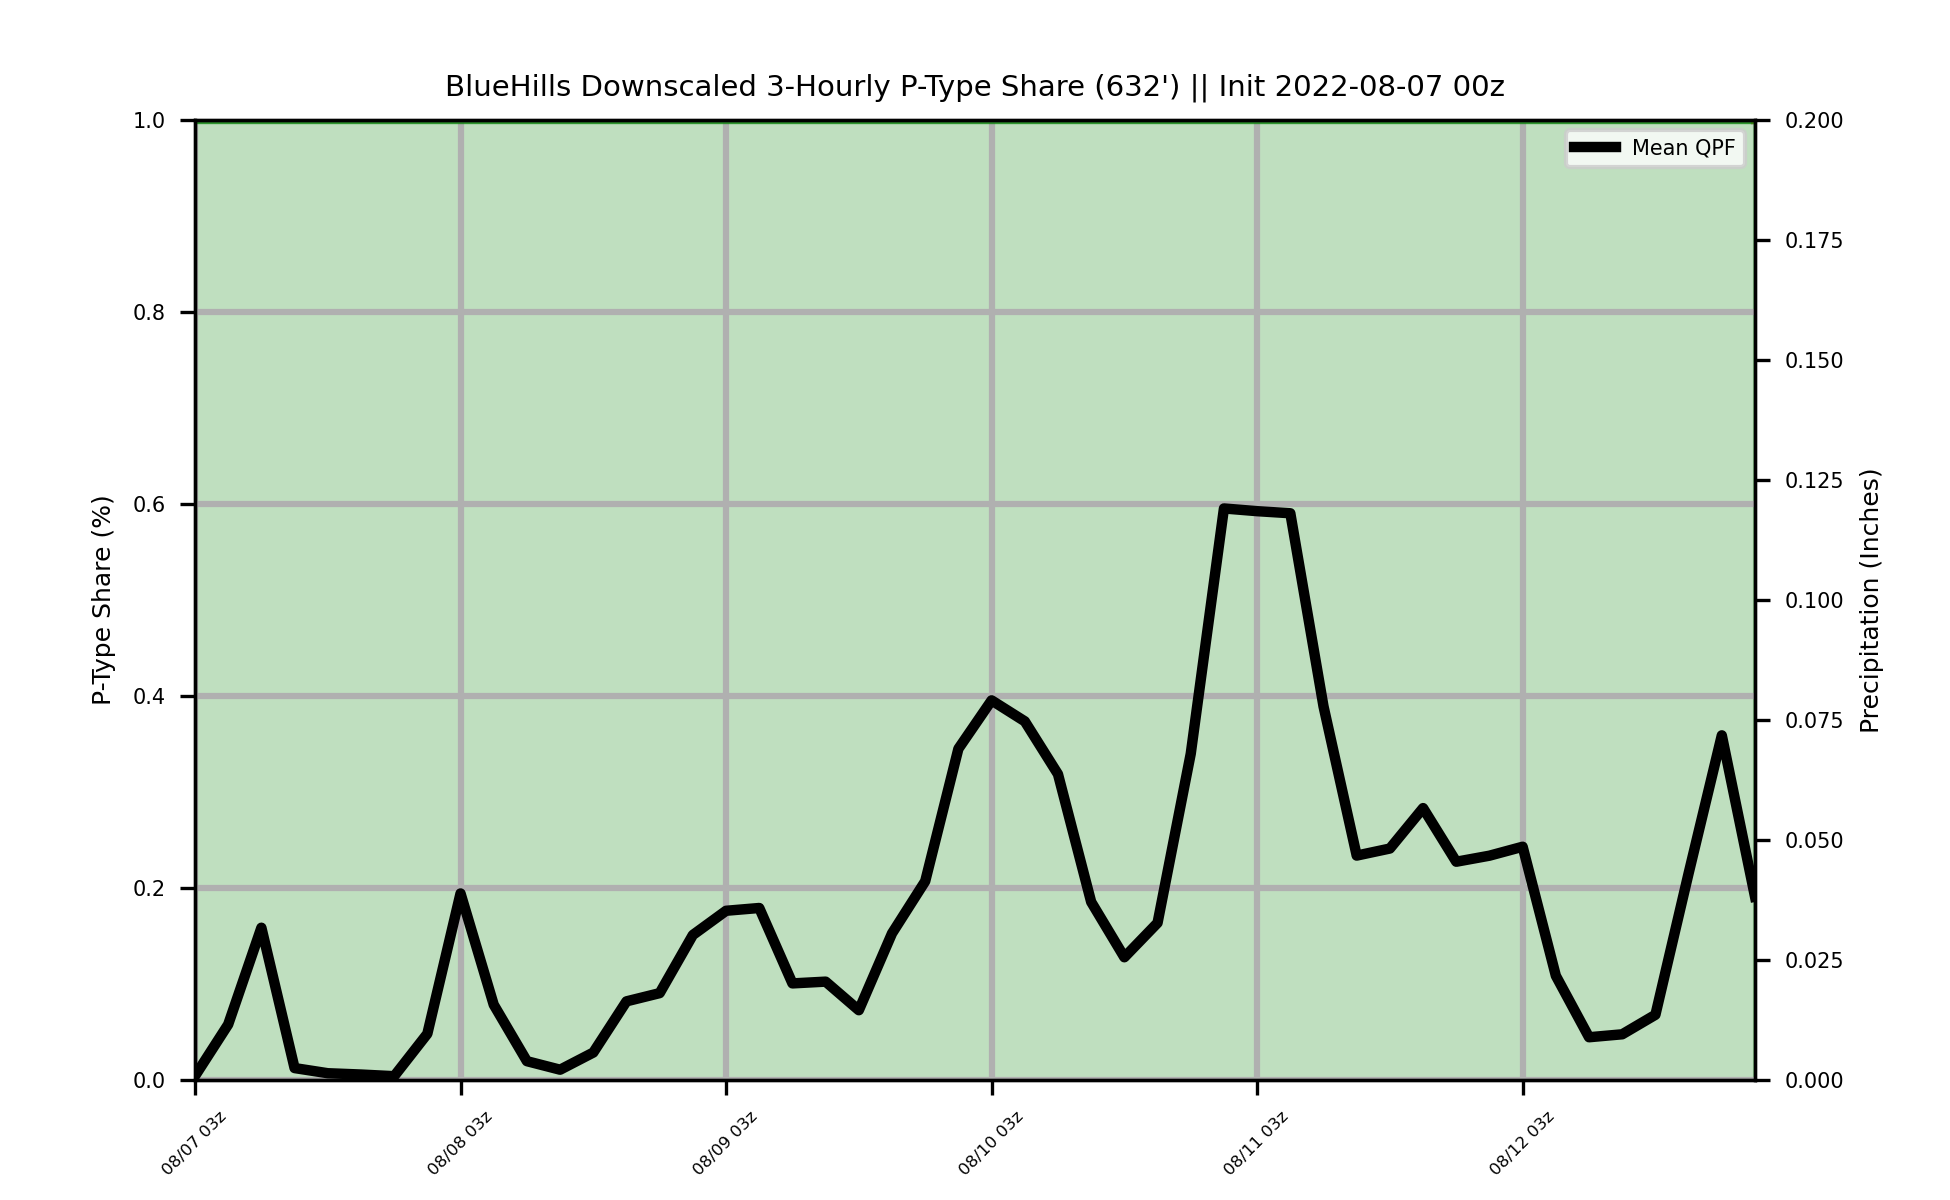 BlueHills Downscaled 3-Hourly P-Type Share (632') || Init 2022-08-07 00z
Mean QPF
P-Type Share (%)
1.0
0.8
0.6
0.4
0.2
0.0
0.200
0.175
0.150
0.125
0.100
0.075
0.050
0.025
0.000
Precipitation (Inches)
08/07 03z
08/08 03z
08/09 03z
08/10 03z
08/11 03z
08/12 03z